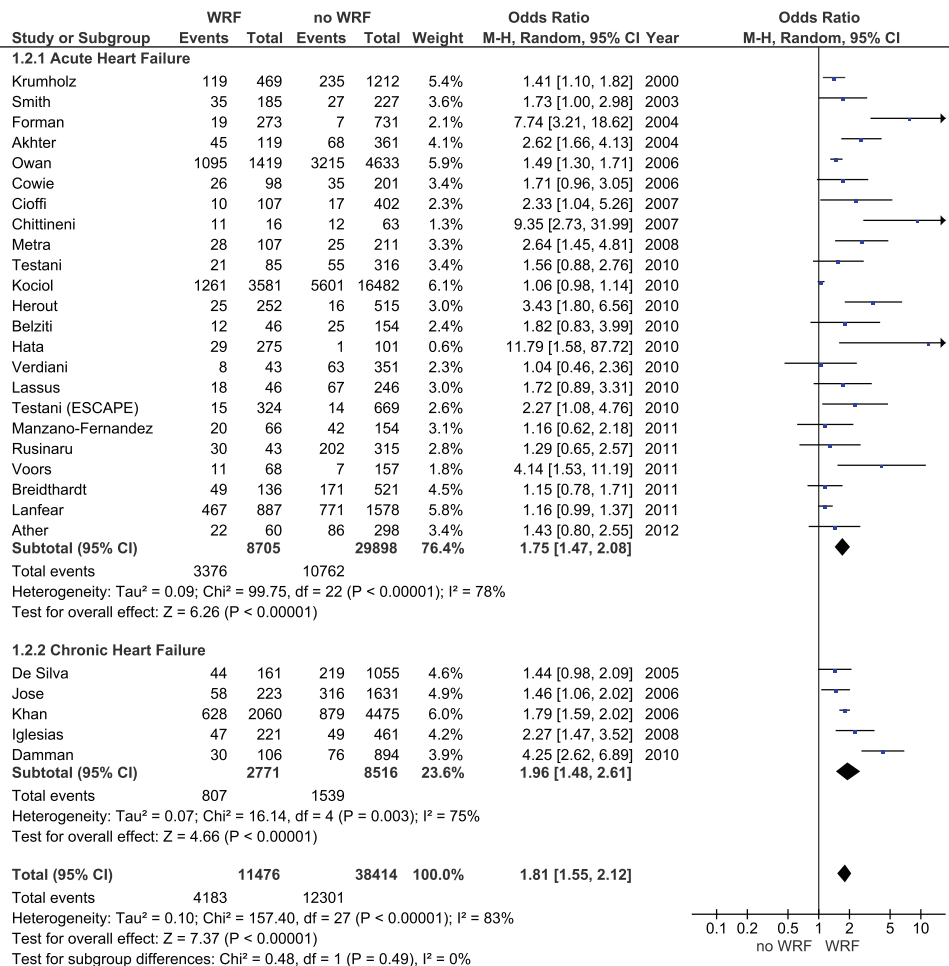 WRF no WRF Odds Ratio Odds Ratio
Study or Subgroup Events Total Events Total Weight M-H, Random, 95% CI Year M-H, Random, 95% CI
1.2.1 Acute Heart Failure
Krumholz 119 469 235 1212 5.4% 1.41 [1.10, 1.82] 2000
Smith 35 185 27 227 3.6% 1.73 [1.00, 2.98] 2003
Forman 19 273 7 731 2.1% 7.74 [3.21, 18.62] 2004
Akhter 45 119 68 361 4.1% 2.62 [1.66, 4.13] 2004
Owan 1095 1419 3215 4633 5.9% 1.49 [1.30, 1.71] 2006
Cowie 26 98 35 201 3.4% 1.71 [0.96, 3.05] 2006
Cioffi 10 107 17 402 2.3% 2.33 [1.04, 5.26] 2007
Chittineni 11 16 12 63 1.3% 9.35 [2.73, 31.99] 2007
Metra 28 107 25 211 3.3% 2.64 [1.45, 4.81] 2008
Testani 21 85 55 316 3.4% 1.56 [0.88, 2.76] 2010
Kociol 1261 3581 5601 16482 6.1% 1.06 [0.98, 1.14] 2010
Herout 25 252 16 515 3.0% 3.43 [1.80, 6.56] 2010
Belziti 12 46 25 154 2.4% 1.82 [0.83, 3.99] 2010
Hata 29 275 1 101 0.6% 11.79 [1.58, 87.72] 2010
Verdiani 8 43 63 351 2.3% 1.04 [0.46, 2.36] 2010
Lassus 18 46 67 246 3.0% 1.72 [0.89, 3.31] 2010
Testani (ESCAPE) 15 324 14 669 2.6% 2.27 [1.08, 4.76] 2010
Manzano-Fernandez 20 66 42 154 3.1% 1.16 [0.62, 2.18] 2011
Rusinaru 30 43 202 315 2.8% 1.29 [0.65, 2.57] 2011
Voors 11 68 7 157 1.8% 4.14 [1.53, 11.19] 2011
Breidthardt 49 136 171 521 4.5% 1.15 [0.78, 1.71] 2011
Lanfear 467 887 771 1578 5.8% 1.16 [0.99, 1.37] 2011
Ather 22 60 86 298 3.4% 1.43 [0.80, 2.55] 2012
Subtotal (95% CI) 8705 29898 76.4% 1.75 [1.47, 2.08]
Total events 3376 10762
Heterogeneity: Tau² = 0.09; Chi² = 99.75, df = 22 (P < 0.00001); I² = 78%
Test for overall effect: Z = 6.26 (P < 0.00001)
1.2.2 Chronic Heart Failure
De Silva 44 161 219 1055 4.6% 1.44 [0.98, 2.09] 2005
Jose 58 223 316 1631 4.9% 1.46 [1.06, 2.02] 2006
Khan 628 2060 879 4475 6.0% 1.79 [1.59, 2.02] 2006
Iglesias 47 221 49 461 4.2% 2.27 [1.47, 3.52] 2008
Damman 30 106 76 894 3.9% 4.25 [2.62, 6.89] 2010
Subtotal (95% CI) 2771 8516 23.6% 1.96 [1.48, 2.61]
Total events 807 1539
Heterogeneity: Tau² = 0.07; Chi² = 16.14, df = 4 (P = 0.003); I² = 75%
Test for overall effect: Z = 4.66 (P < 0.00001)
Total (95% CI) 11476 38414 100.0% 1.81 [1.55, 2.12]
Total events 4183 12301
Heterogeneity: Tau² = 0.10; Chi² = 157.40, df = 27 (P < 0.00001); I² = 83%
Test for overall effect: Z = 7.37 (P < 0.00001)
Test for subgroup differences: Chi² = 0.48, df = 1 (P = 0.49), I² = 0%
0.1 0.2 0.5 1 2 5 10
no WRF WRF